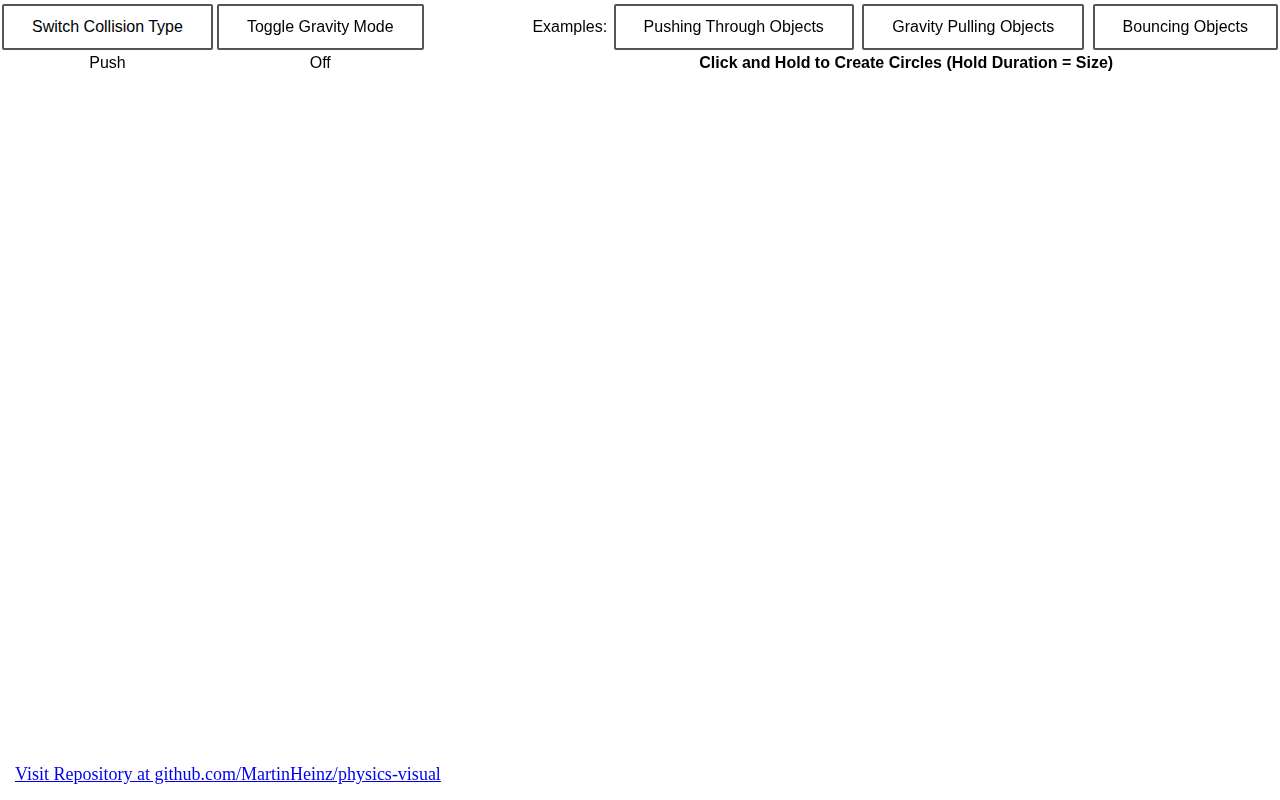 Switch Collision Type
Toggle Gravity Mode
Examples:
Pushing Through Objects
Gravity Pulling Objects
Bouncing Objects
Push
Off
Click and Hold to Create Circles (Hold Duration = Size)
Visit Repository at github.com/MartinHeinz/physics-visual